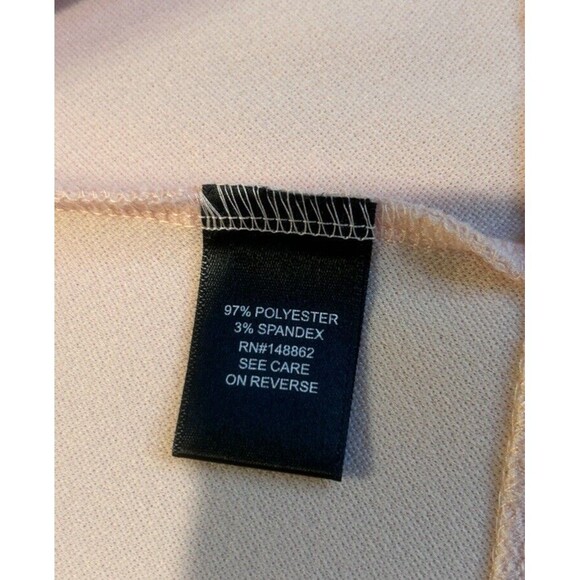 97% POLYESTER
3% SPANDEX
RN#148862
SEE CARE
ON REVERSE